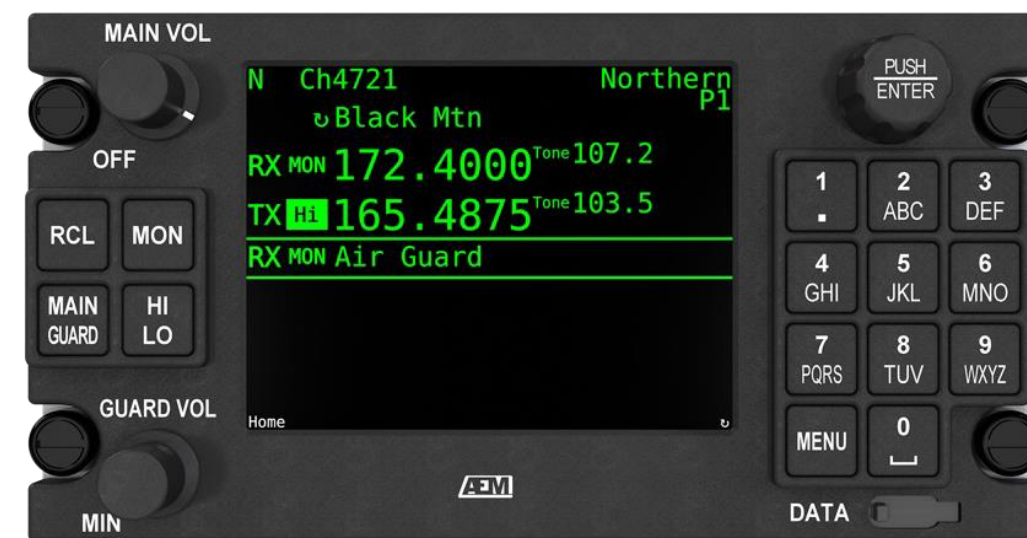 MAIN VOL
OFF
RCL MON
MAIN GUARD HI LO
GUARD VOL
MIN
N Ch4721 Northern
P1
↻Black Mtn
RX MON 172.4000 Tone 107.2
TX Hi 165.4875 Tone 103.5
RX MON Air Guard
Home ↻
AEM
PUSH
ENTER
1 . 2 ABC 3 DEF
4 GHI 5 JKL 6 MNO
7 PQRS 8 TUV 9 WXYZ
MENU 0
DATA